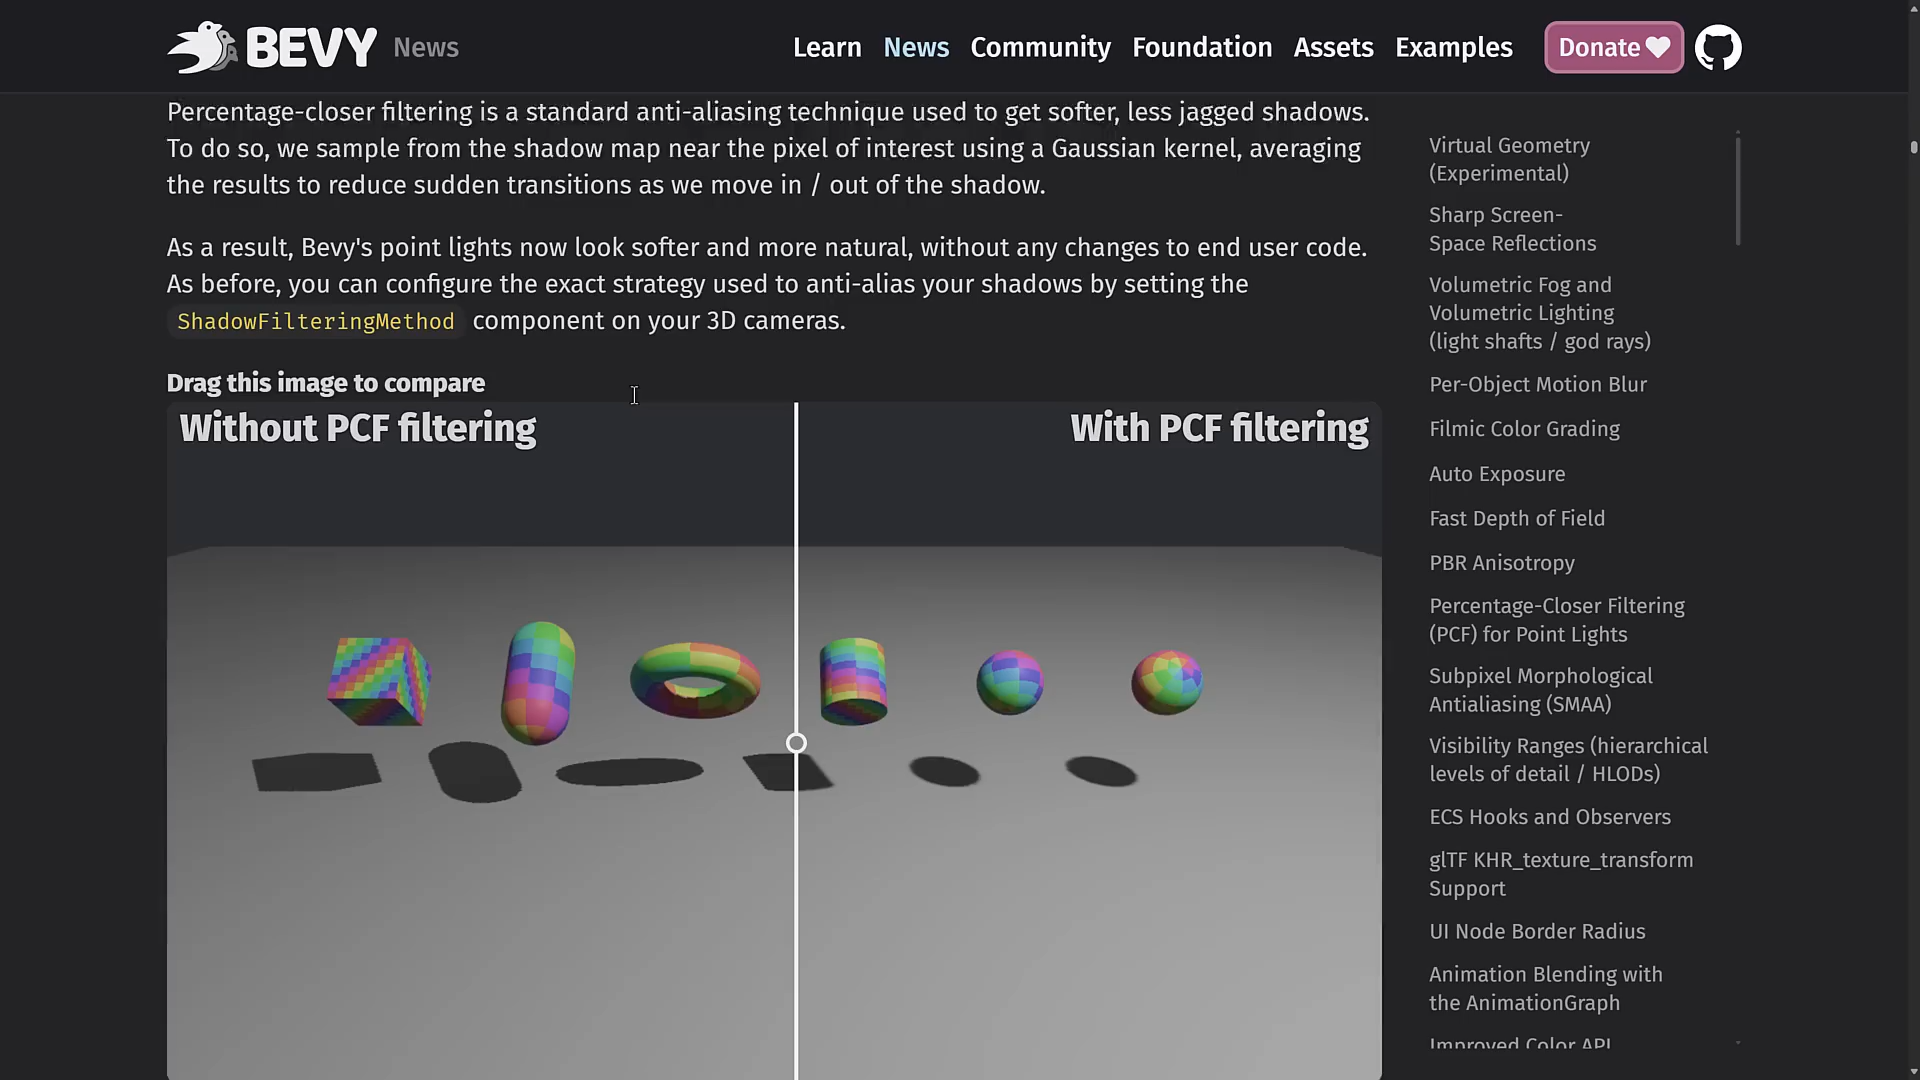 BEVY News
Learn News Community Foundation Assets Examples Donate
Percentage-closer filtering is a standard anti-aliasing technique used to get softer, less jagged shadows.
To do so, we sample from the shadow map near the pixel of interest using a Gaussian kernel, averaging
the results to reduce sudden transitions as we move in / out of the shadow.
As a result, Bevy's point lights now look softer and more natural, without any changes to end user code.
As before, you can configure the exact strategy used to anti-alias your shadows by setting the
ShadowFilteringMethod component on your 3D cameras.
Drag this image to compare
Without PCF filtering
With PCF filtering
Virtual Geometry
(Experimental)
Sharp Screen-
Space Reflections
Volumetric Fog and
Volumetric Lighting
(light shafts / god rays)
Per-Object Motion Blur
Filmic Color Grading
Auto Exposure
Fast Depth of Field
PBR Anisotropy
Percentage-Closer Filtering
(PCF) for Point Lights
Subpixel Morphological
Antialiasing (SMAA)
Visibility Ranges (hierarchical
levels of detail / HLODs)
ECS Hooks and Observers
glTF KHR_texture_transform
Support
UI Node Border Radius
Animation Blending with
the AnimationGraph
Improved Color API